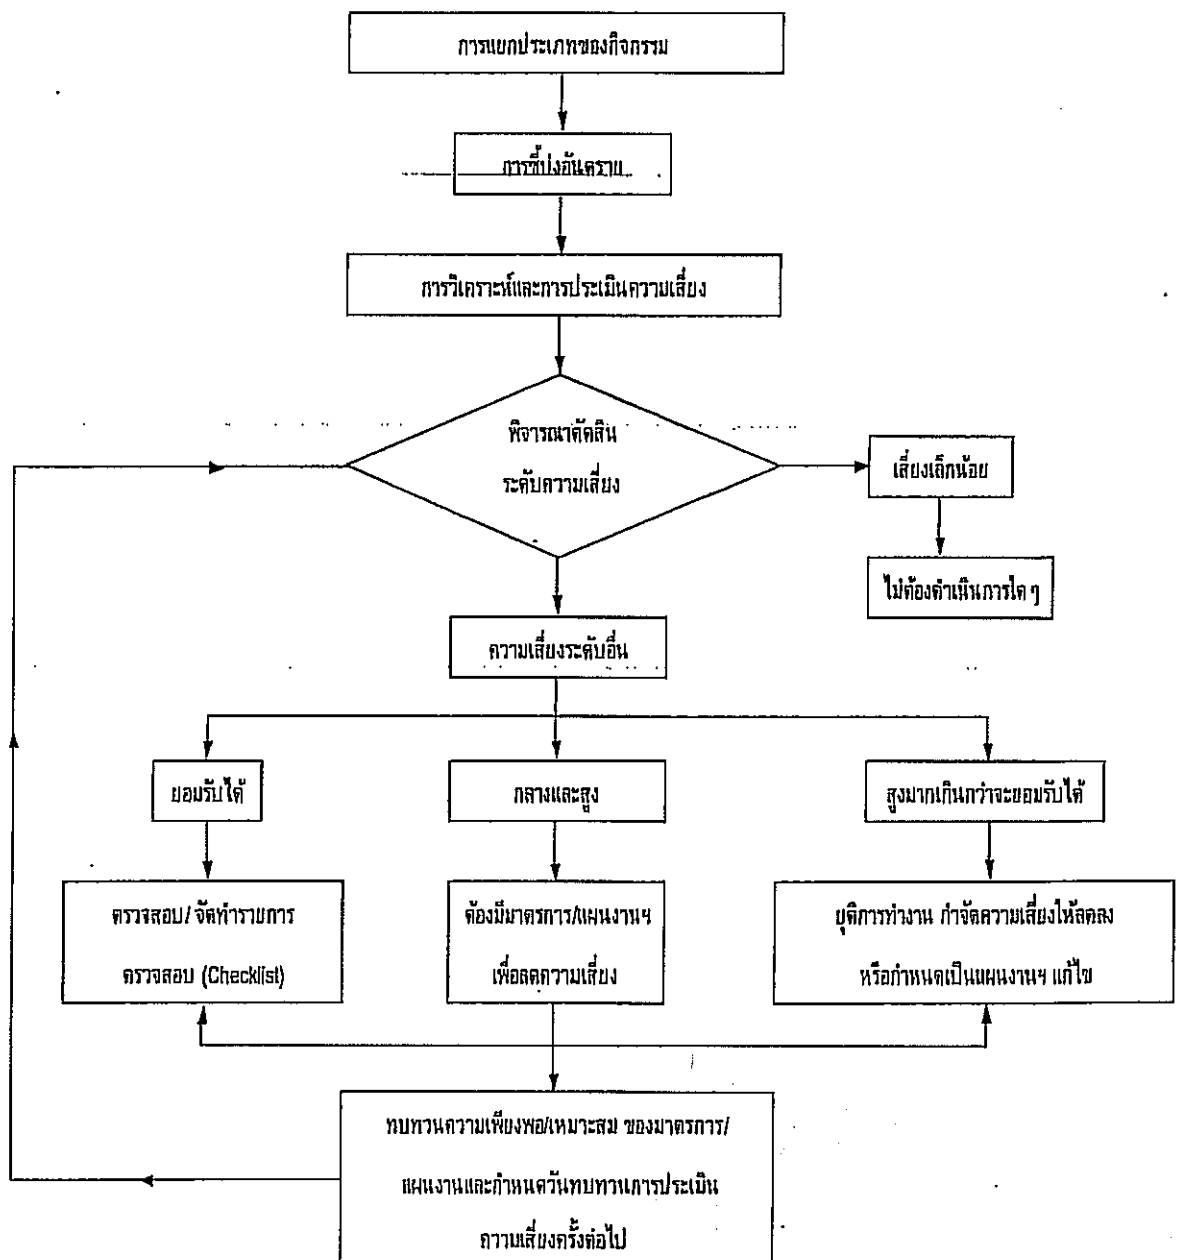 การแยกประเภทของกิจกรรม
การชี้บ่งอันตราย
การวิเคราะห์และการประเมินความเสี่ยง
พิจารณาตัดสิน
ระดับความเสี่ยง
เสี่ยงเล็กน้อย
ไม่ต้องดำเนินการใด ๆ
ความเสี่ยงระดับอื่น
ยอมรับได้
กลางและสูง
สูงมากเกินกว่าจะยอมรับได้
ตรวจสอบ/ จัดทำรายการ
ตรวจสอบ (Checklist)
ต้องมีมาตรการ/แผนงานฯ
เพื่อลดความเสี่ยง
ยุติการทำงาน กำจัดความเสี่ยงให้ลดลง
หรือกำหนดเป็นแผนงานฯ แก้ไข
ทบทวนความเพียงพอ/เหมาะสม ของมาตรการ/
แผนงานและกำหนดวันทบทวนการประเมิน
ความเสี่ยงครั้งต่อไป